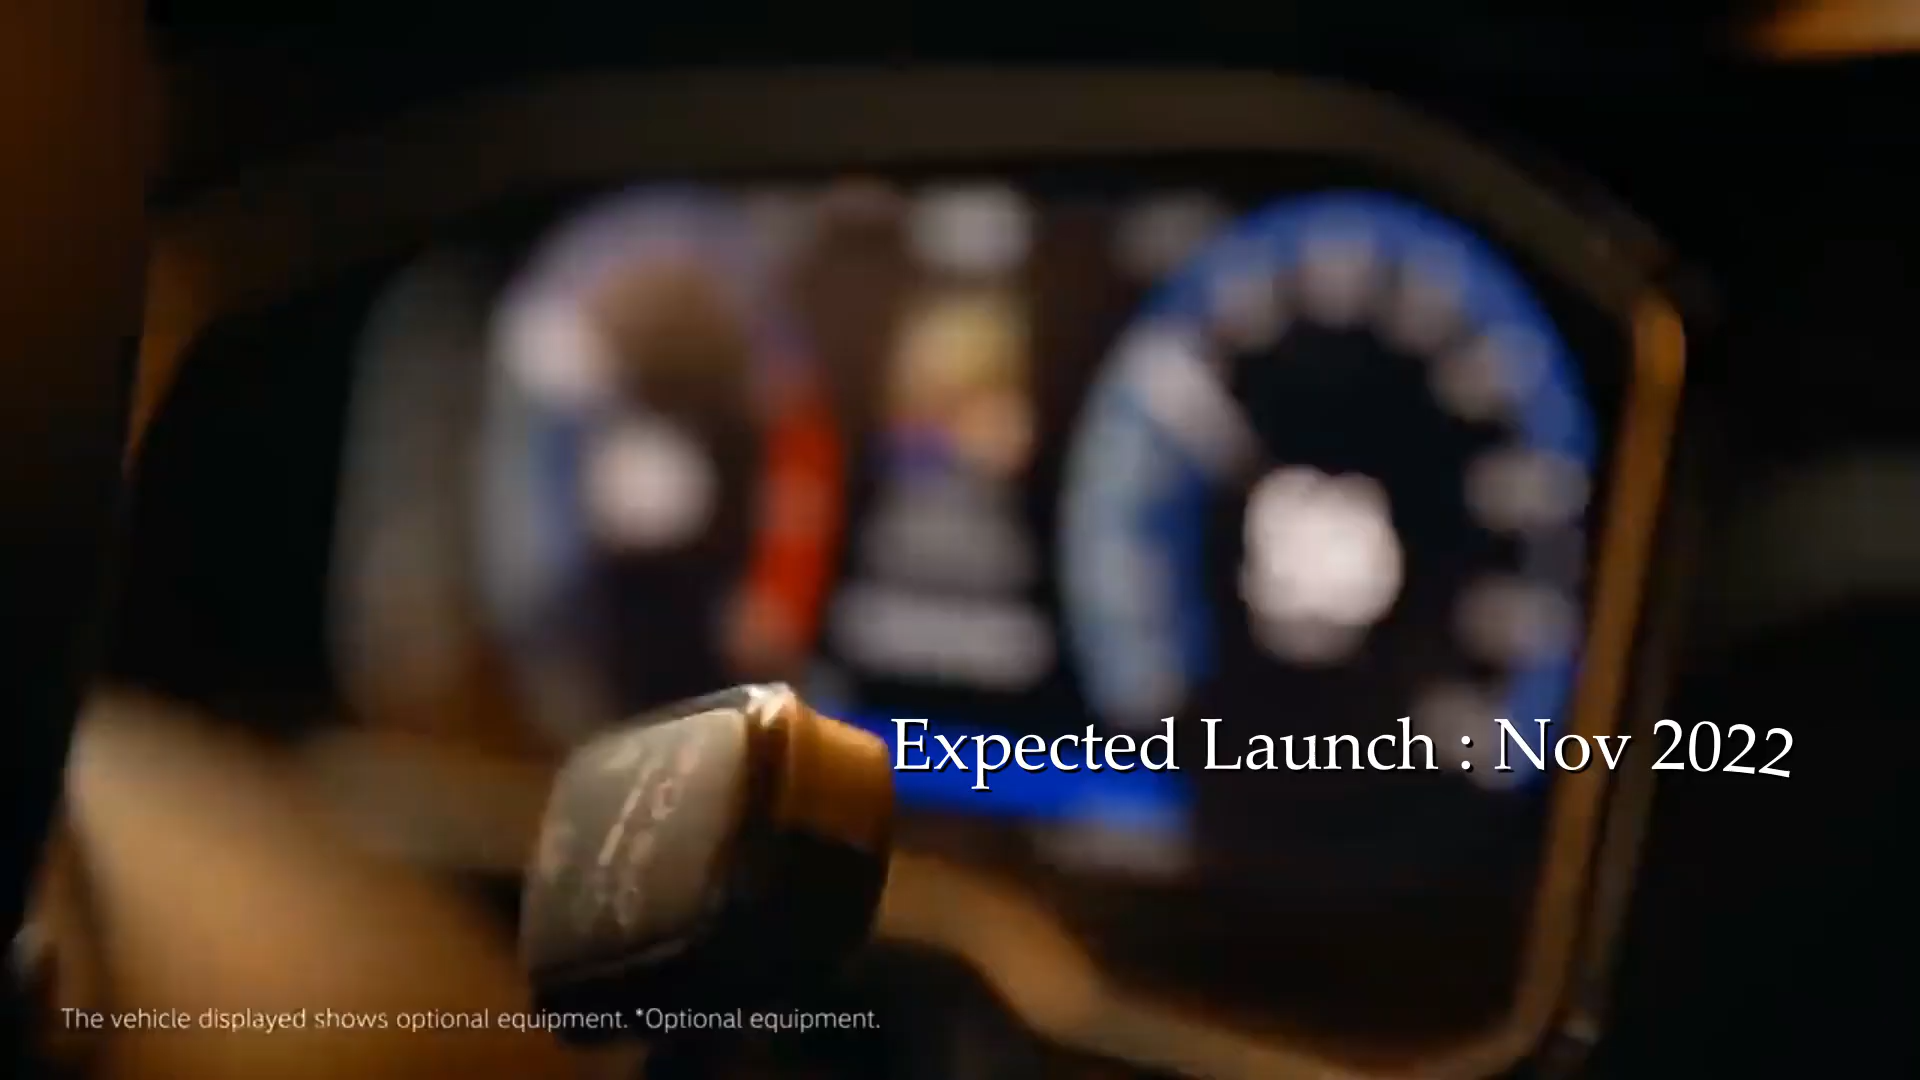 Expected Launch : Nov 2022
The vehicle displayed shows optional equipment. *Optional equipment.